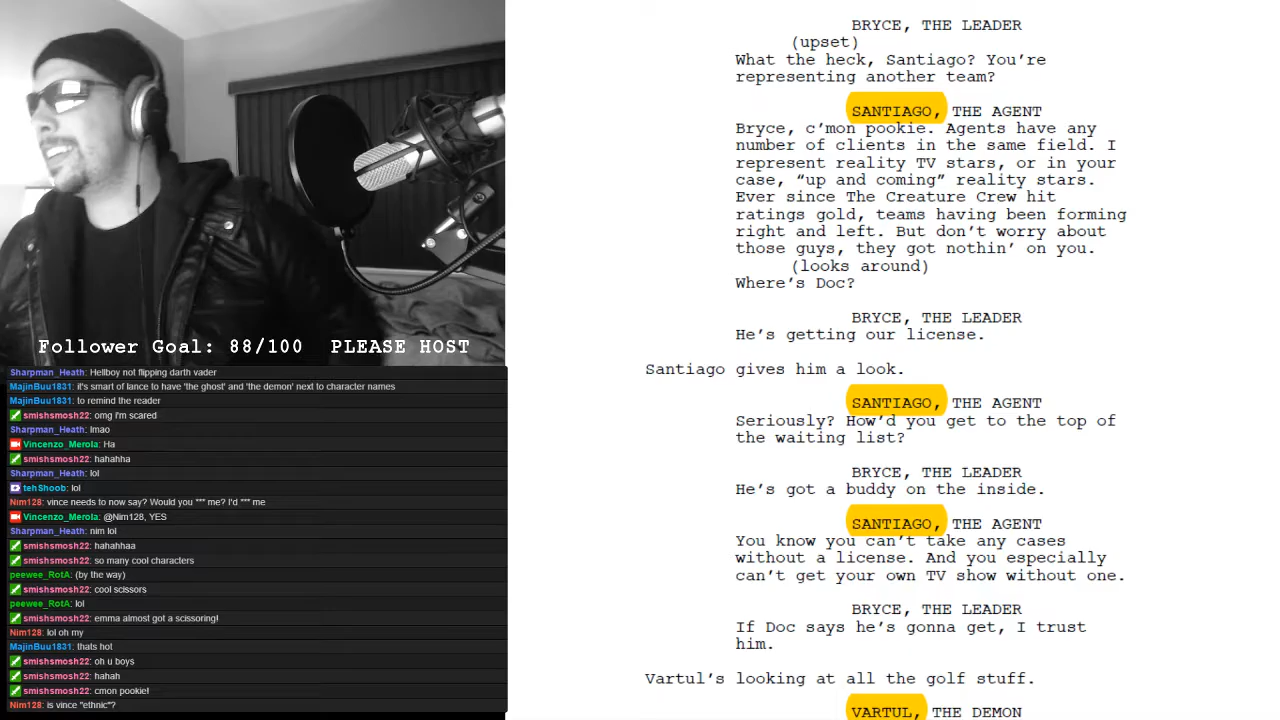 Follower Goal: 88/100 PLEASE HOST
Sharpman_Heath: Hellboy not flipping darth vader
MajinBuu1831: it's smart of lance to have 'the ghost' and 'the demon' next to character names
MajinBuu1831: to remind the reader
smishsmosh22: omg I'm scared
Sharpman_Heath: lmao
Vincenzo_Merola: Ha
smishsmosh22: hahahha
Sharpman_Heath: lol
tehShoob: lol
Nim128: vince needs to now say? Would you *** me? I'd *** me
Vincenzo_Merola: @Nim128, YES
Sharpman_Heath: nim lol
smishsmosh22: hahahhaa
smishsmosh22: so many cool characters
peewee_RotA: (by the way)
smishsmosh22: cool scissors
peewee_RotA: lol
smishsmosh22: emma almost got a scissoring!
Nim128: lol oh my
MajinBuu1831: thats hot
smishsmosh22: oh u boys
smishsmosh22: hahah
smishsmosh22: cmon pookie!
Nim128: is vince "ethnic"?
BRYCE, THE LEADER
(upset)
What the heck, Santiago? You're
representing another team?
SANTIAGO, THE AGENT
Bryce, c'mon pookie. Agents have any
number of clients in the same field. I
represent reality TV stars, or in your
case, “up and coming” reality stars.
Ever since The Creature Crew hit
ratings gold, teams having been forming
right and left. But don't worry about
those guys, they got nothin' on you.
(looks around)
Where's Doc?
BRYCE, THE LEADER
He's getting our license.
Santiago gives him a look.
SANTIAGO, THE AGENT
Seriously? How'd you get to the top of
the waiting list?
BRYCE, THE LEADER
He's got a buddy on the inside.
SANTIAGO, THE AGENT
You know you can't take any cases
without a license. And you especially
can't get your own TV show without one.
BRYCE, THE LEADER
If Doc says he's gonna get, I trust
him.
Vartul's looking at all the golf stuff.
VARTUL, THE DEMON